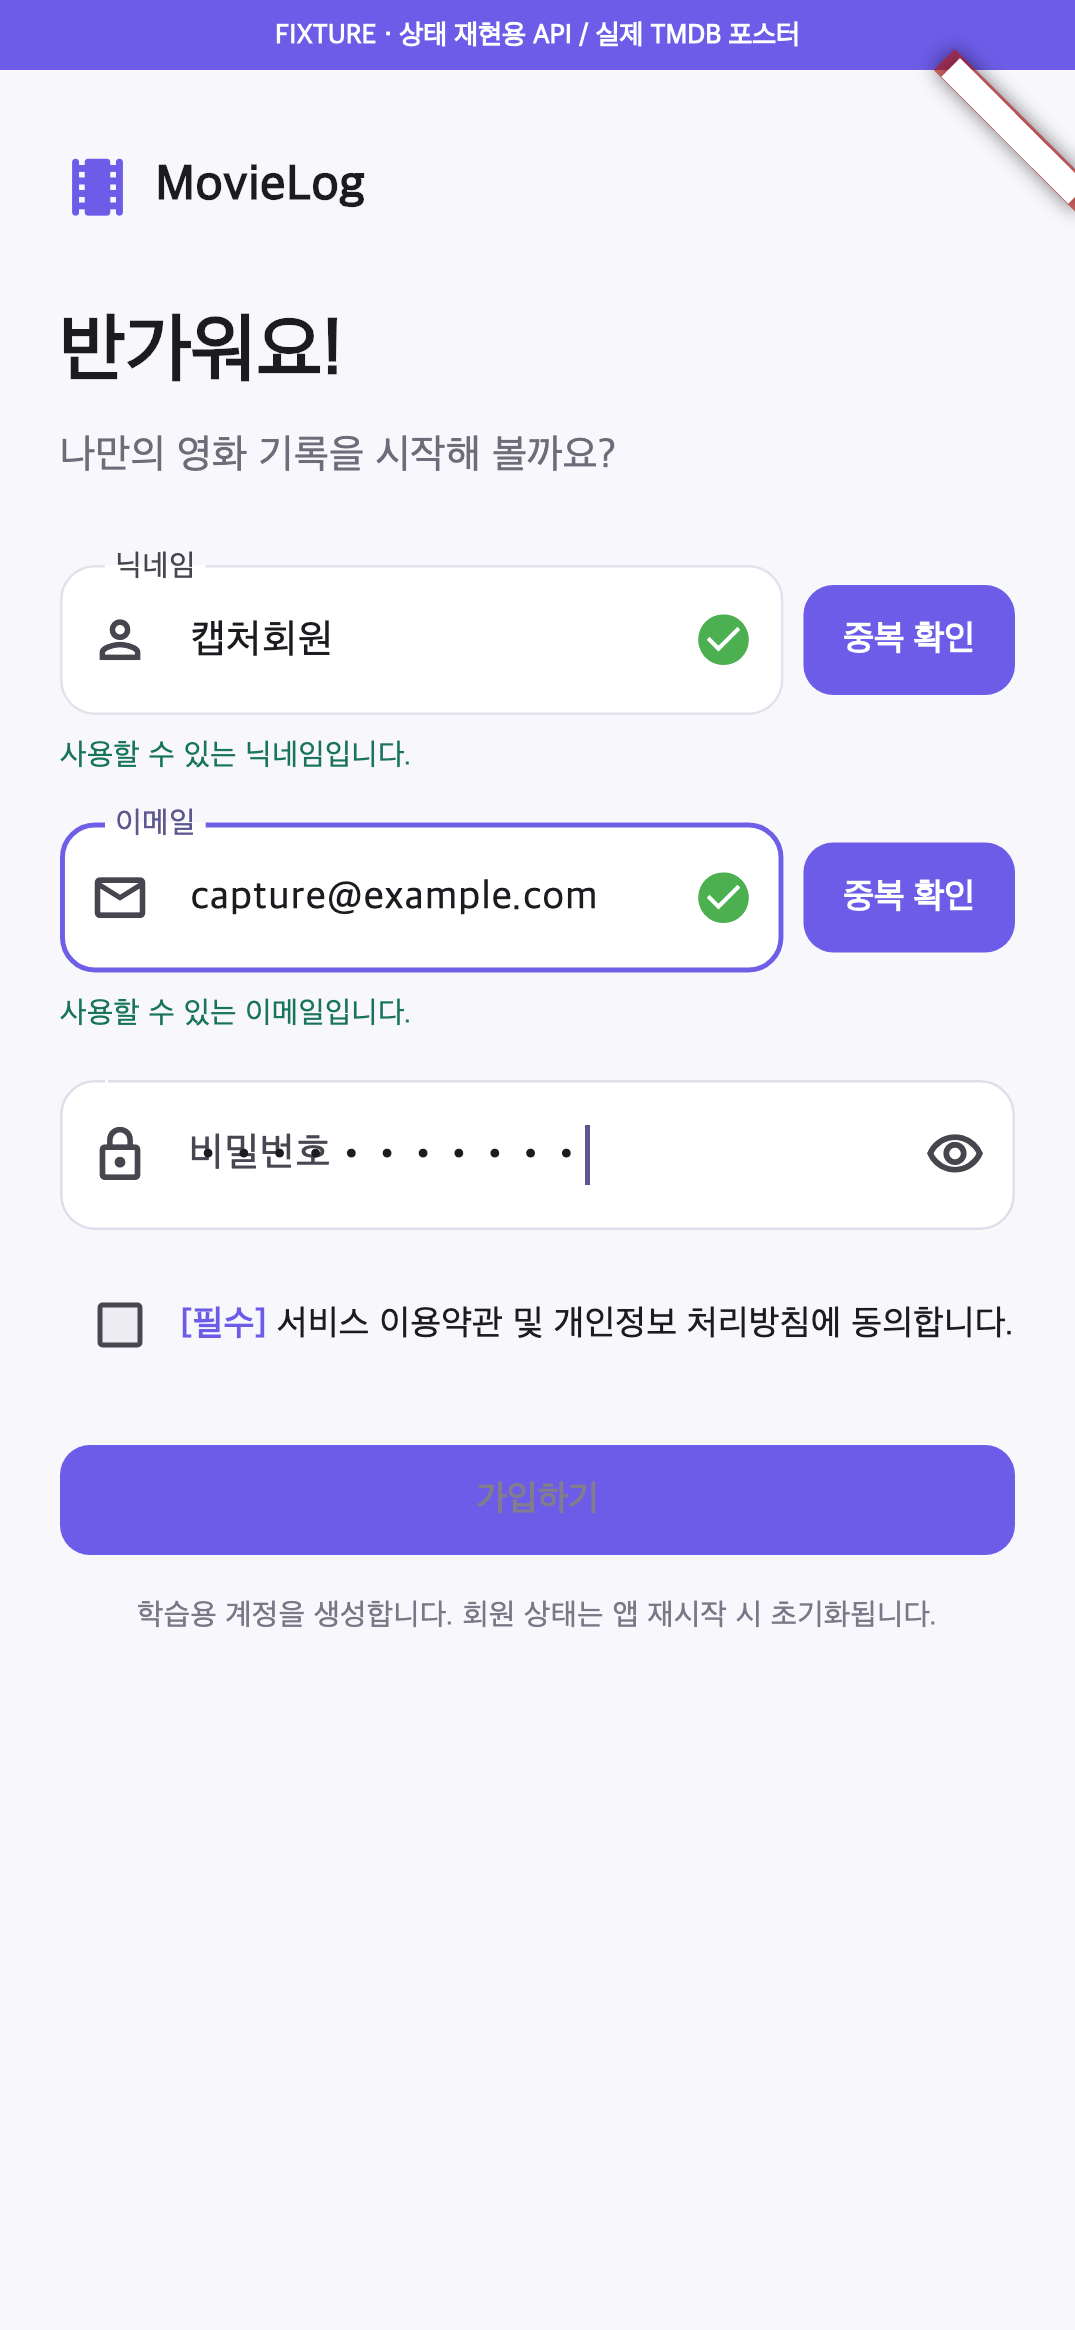 FIXTURE · 상태 재현용 API / 실제 TMDB 포스터
MovieLog
반가워요!
나만의 영화 기록을 시작해 볼까요?
닉네임
캡처회원
중복 확인
사용할 수 있는 닉네임입니다.
이메일
capture@example.com
중복 확인
사용할 수 있는 이메일입니다.
비밀번호
[필수] 서비스 이용약관 및 개인정보 처리방침에 동의합니다.
가입하기
학습용 계정을 생성합니다. 회원 상태는 앱 재시작 시 초기화됩니다.